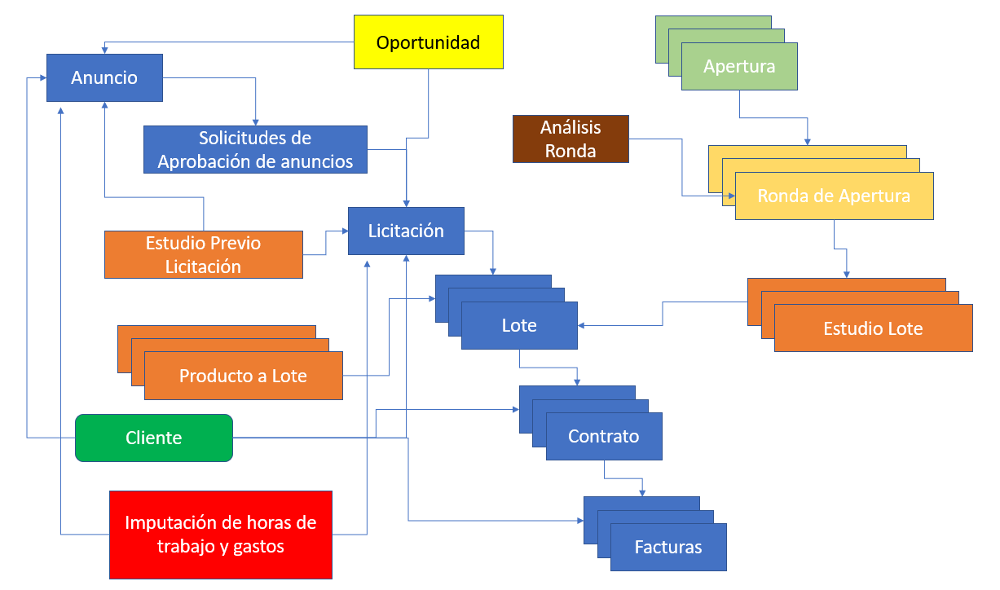 Oportunidad
Apertura
Anuncio
Análisis
Ronda
Solicitudes de
Aprobación de anuncios
Ronda de Apertura
Licitación
Estudio Previo
Licitación
Lote
Estudio Lote
Producto a Lote
Cliente
Contrato
Imputación de horas de
trabajo y gastos
Facturas